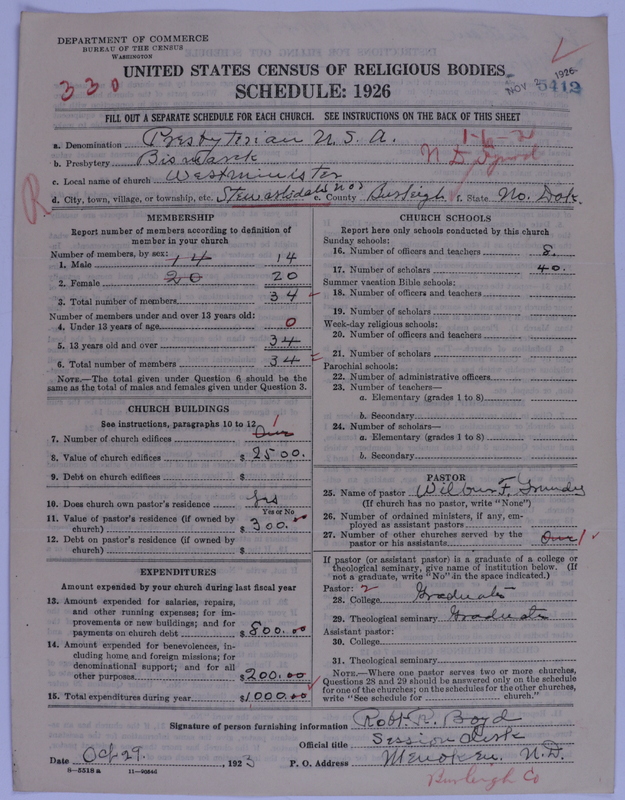 DEPARTMENT OF COMMERCE
BUREAU OF THE CENSUS
WASHINGTON
330
UNITED STATES CENSUS OF RELIGIOUS BODIES
SCHEDULE: 1926
NOV 1926
5412
FILL OUT A SEPARATE SCHEDULE FOR EACH CHURCH. SEE INSTRUCTIONS ON THE BACK OF THIS SHEET
a. Denomination Presbyterian U. S. A. 1-6-2
b. Presbytery Bismarck N D Synod
c. Local name of church Westminister
d. City, town, village, or township, etc. Stewartsdale e. County Burleigh f. State No. Dak.
R
MEMBERSHIP
Report number of members according to definition of member in your church
Number of members, by sex:
1. Male 14 14
2. Female 20 20
3. Total number of members 34
Number of members under and over 13 years old:
4. Under 13 years of age 0
5. 13 years old and over 34
6. Total number of members 34
NOTE.—The total given under Question 6 should be the
same as the total of males and females given under Question 3.
CHURCH BUILDINGS
See instructions, paragraphs 10 to 12
7. Number of church edifices One 1
8. Value of church edifices $ 2500.
9. Debt on church edifices $
10. Does church own pastor's residence Yes
Yes or No
11. Value of pastor's residence (if owned by
church) $ 300.00
12. Debt on pastor's residence (if owned by
church) $
EXPENDITURES
Amount expended by your church during last fiscal year
13. Amount expended for salaries, repairs,
and other running expenses; for im-
provements or new buildings; and for
payments on church debt $ 800.00
14. Amount expended for benevolences, in-
cluding home and foreign missions; for
denominational support; and for all
other purposes $ 200.00
15. Total expenditures during year $ 1000.00
CHURCH SCHOOLS
Report here only schools conducted by this church
Sunday schools:
16. Number of officers and teachers 8.
17. Number of scholars 40.
Summer vacation Bible schools:
18. Number of officers and teachers
19. Number of scholars
Week-day religious schools:
20. Number of officers and teachers
21. Number of scholars
Parochial schools:
22. Number of administrative officers
23. Number of teachers—
a. Elementary (grades 1 to 8)
b. Secondary
24. Number of scholars—
a. Elementary (grades 1 to 8)
b. Secondary
PASTOR
25. Name of pastor Wilbur F. Grundy
(If church has no pastor, write "None")
26. Number of ordained ministers, if any, em-
ployed as assistant pastors
27. Number of other churches served by the
pastor or his assistants One 1
If pastor (or assistant pastor) is a graduate of a college or
theological seminary, give name of institution below. (If
not a graduate, write "No" in the space indicated.)
Pastor: 2
28. College Graduate
29. Theological seminary Graduate
Assistant pastor:
30. College
31. Theological seminary
NOTE.—Where one pastor serves two or more churches,
Questions 28 and 29 should be answered only on the schedule
for one of the churches; on the schedules for the other churches,
write "See schedule for church."
Signature of person furnishing information Robt. R. Boyd
Official title Session Clerk
Date Oct 29. 1923 P. O. Address Menoken N.D.
8—5518 a
Burleigh Co